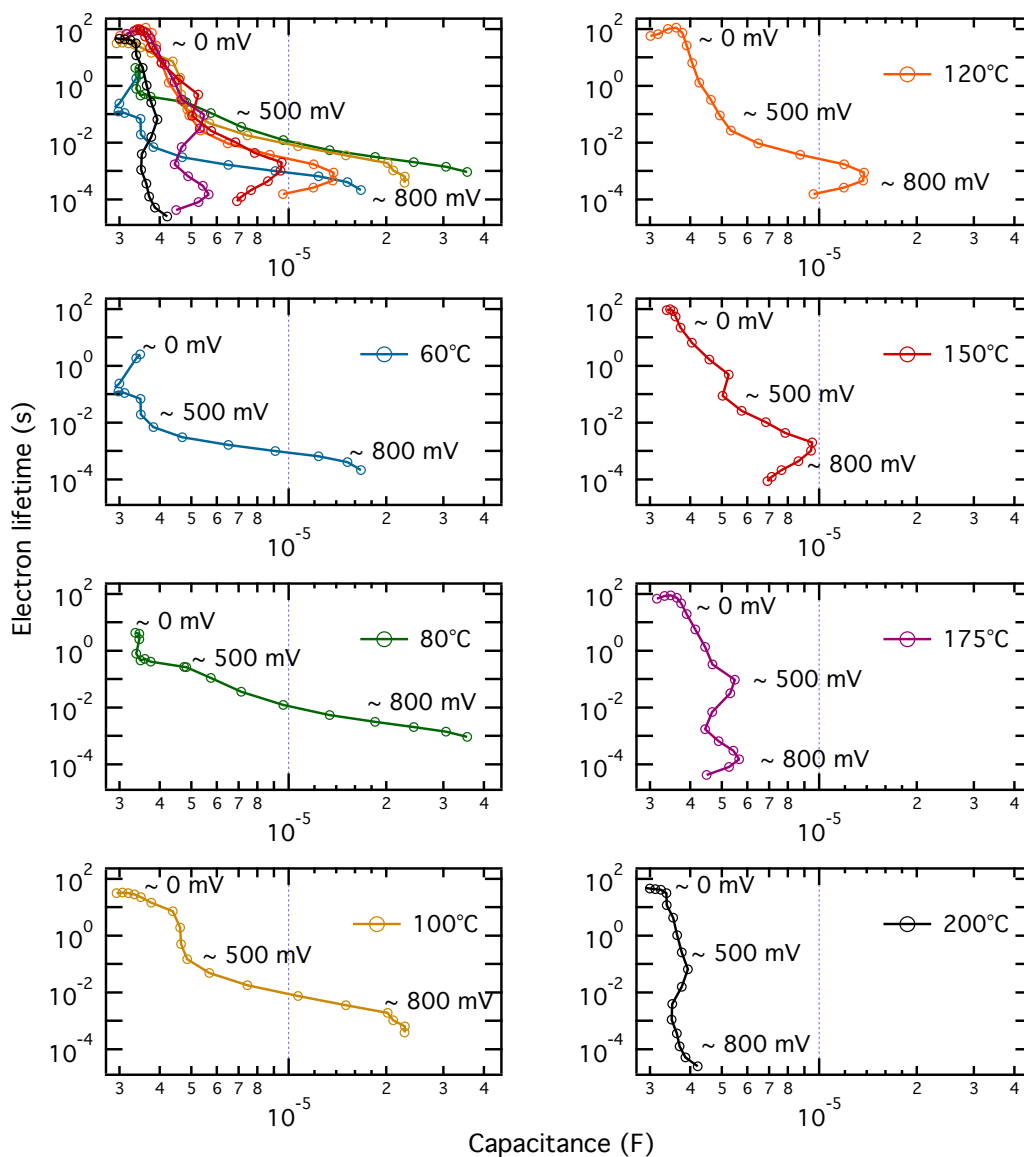 10² 10⁰ 10⁻² 10⁻⁴
~ 0 mV
~ 500 mV
~ 800 mV
3 4 5 6 7 8 2 3 4
10⁻⁵
120°C
10² 10⁰ 10⁻² 10⁻⁴
~ 0 mV
~ 500 mV
~ 800 mV
3 4 5 6 7 8 2 3 4
10⁻⁵
60°C
10² 10⁰ 10⁻² 10⁻⁴
~ 0 mV
~ 500 mV
~ 800 mV
3 4 5 6 7 8 2 3 4
10⁻⁵
150°C
10² 10⁰ 10⁻² 10⁻⁴
~ 0 mV
~ 500 mV
~ 800 mV
3 4 5 6 7 8 2 3 4
10⁻⁵
Electron lifetime (s)
80°C
10² 10⁰ 10⁻² 10⁻⁴
~ 0 mV
~ 500 mV
~ 800 mV
3 4 5 6 7 8 2 3 4
10⁻⁵
175°C
10² 10⁰ 10⁻² 10⁻⁴
~ 0 mV
~ 500 mV
~ 800 mV
3 4 5 6 7 8 2 3 4
10⁻⁵
100°C
10² 10⁰ 10⁻² 10⁻⁴
~ 0 mV
~ 500 mV
~ 800 mV
3 4 5 6 7 8 2 3 4
10⁻⁵
200°C
10² 10⁰ 10⁻² 10⁻⁴
~ 0 mV
~ 500 mV
~ 800 mV
3 4 5 6 7 8 2 3 4
10⁻⁵
Capacitance (F)